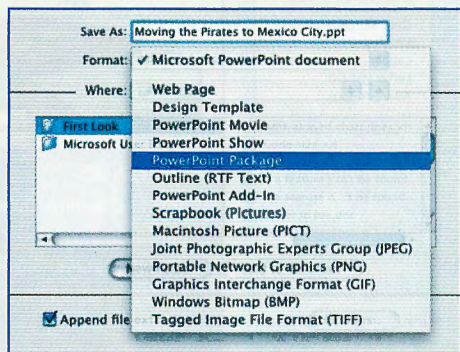 Save As: Moving the Pirates to Mexico City.ppt
Format: ✓ Microsoft PowerPoint document
Where:
Web Page
Design Template
First Look
PowerPoint Movie
Microsoft Us
PowerPoint Show
PowerPoint Package
Outline (RTF Text)
PowerPoint Add-In
Scrapbook (Pictures)
Macintosh Picture (PICT)
Joint Photographic Experts Group (JPEG)
Portable Network Graphics (PNG)
Graphics Interchange Format (GIF)
Windows Bitmap (BMP)
Append file
Tagged Image File Format (TIFF)